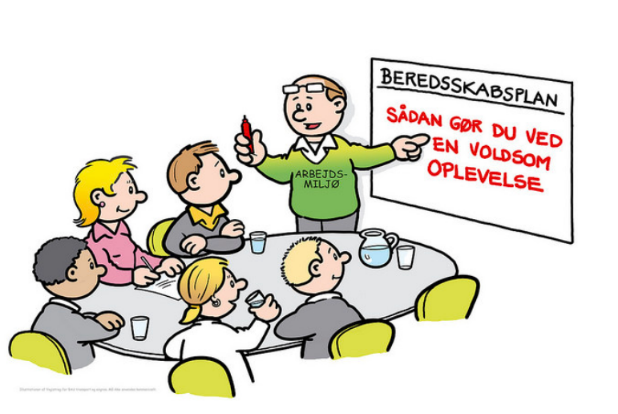 BEREDSSKABSPLAN
SÅDAN GØR DU VED
EN VOLDSOM
OPLEVELSE
ARBEJDS-
MILJØ